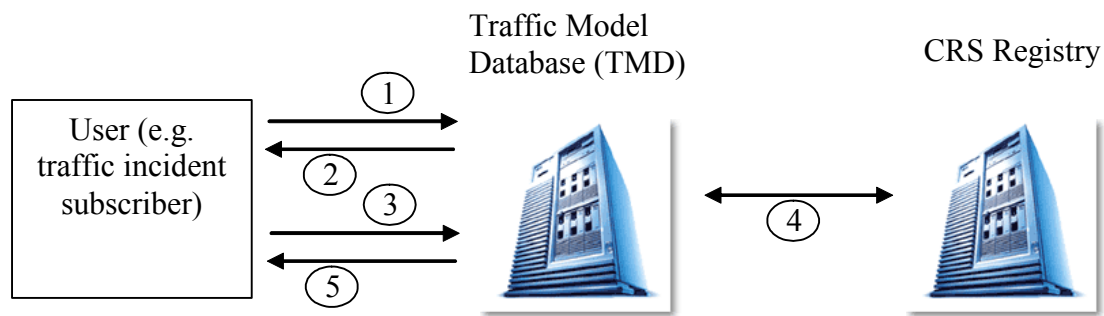 Traffic Model
Database (TMD)
CRS Registry
User (e.g.
traffic incident
subscriber)
1
2
3
4
5